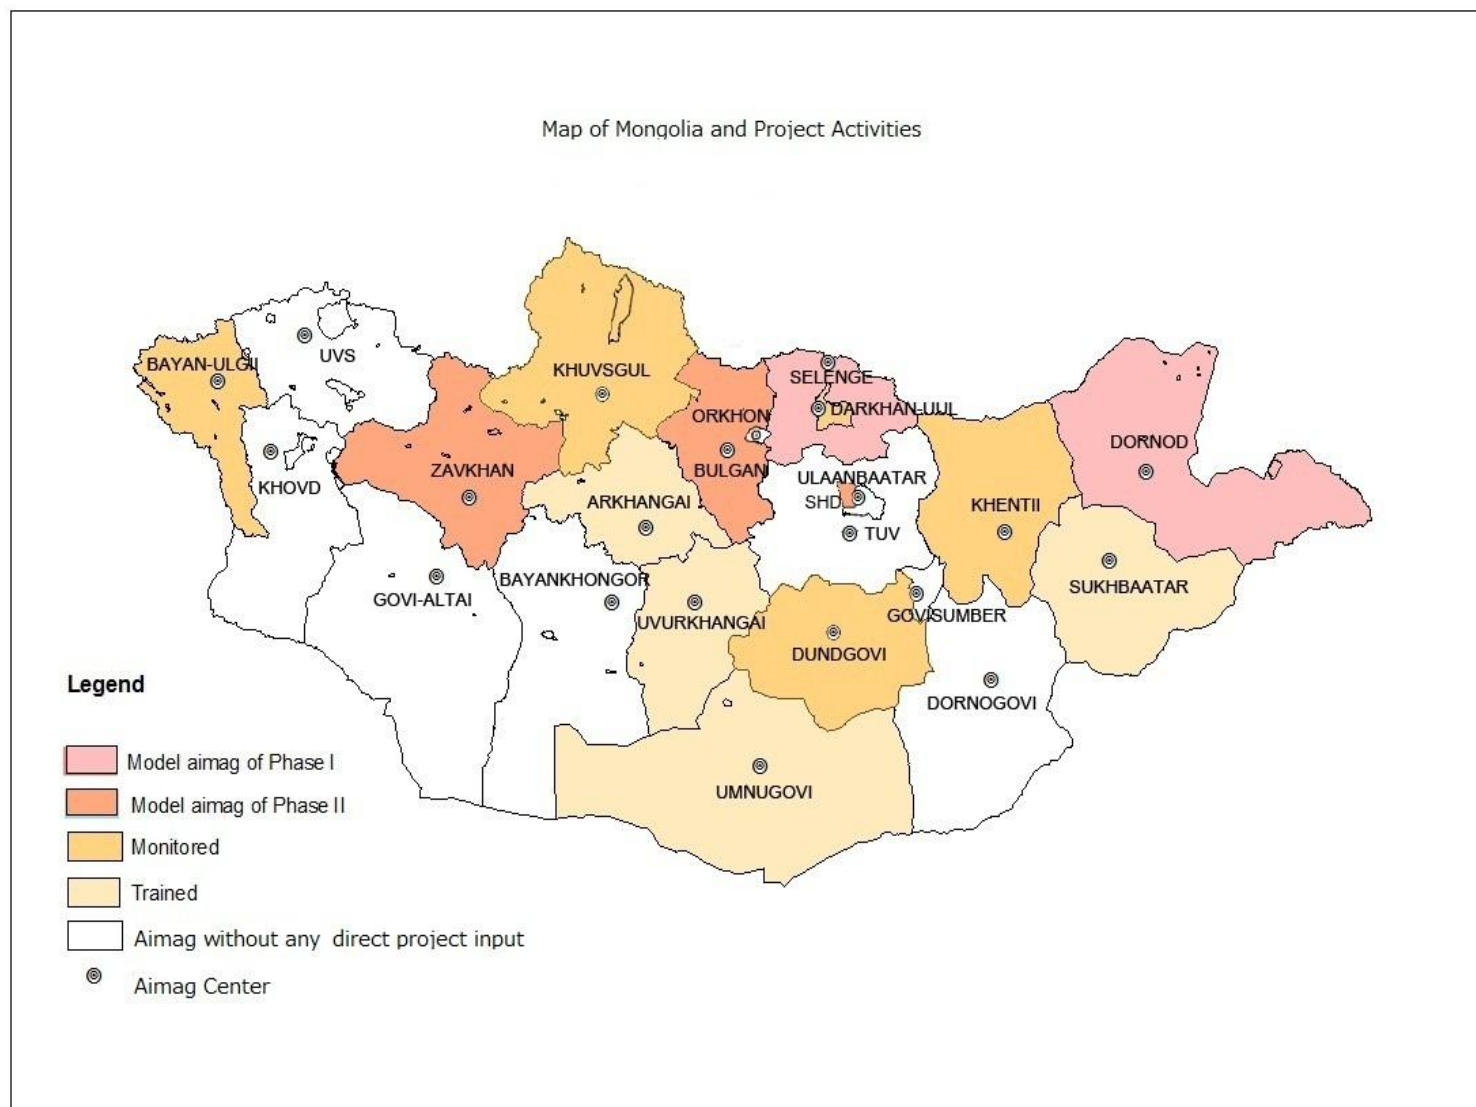 Map of Mongolia and Project Activities
BAYAN-ULGII
UVS
KHUVSGUL
SELENGE
ORKHON
DARKHAN-UUL
DORNOD
KHOVD
ZAVKHAN
BULGAN
ULAANBAATAR
SHD
ARKHANGAI
KHENTII
TUV
BAYANKHONGOR
SUKHBAATAR
GOVI-ALTAI
GOVISUMBER
UVURKHANGAI
DUNDGOVI
DORNOGOVI
UMNUGOVI
Legend
Model aimag of Phase I
Model aimag of Phase II
Monitored
Trained
Aimag without any direct project input
Aimag Center